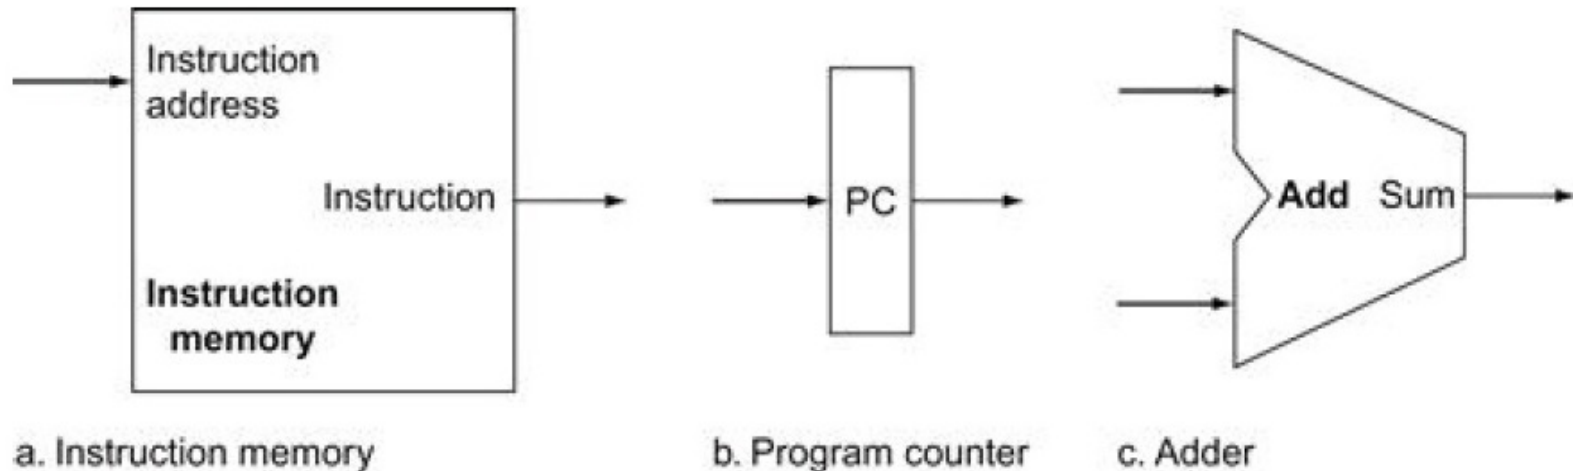 Instruction
address
Instruction
Instruction
memory
a. Instruction memory
PC
b. Program counter
Add Sum
c. Adder